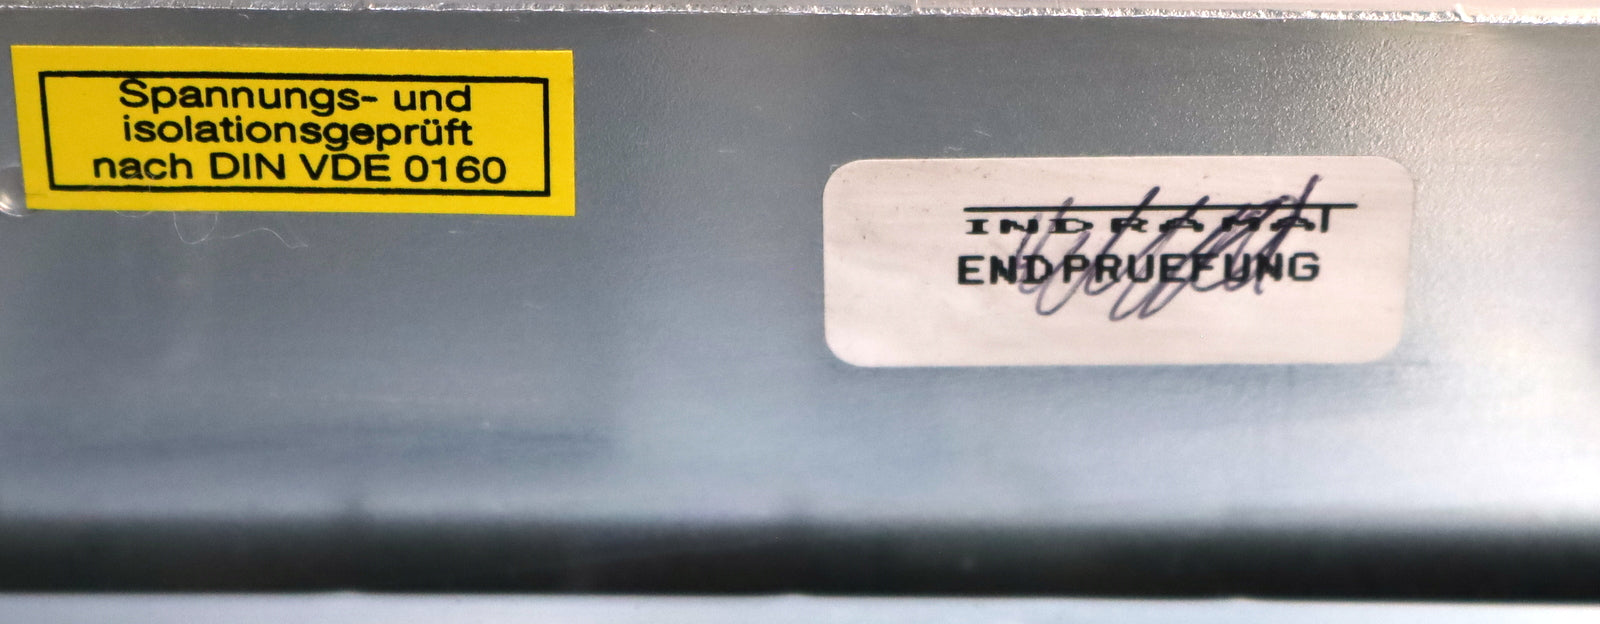 Spannungs- und
isolationsgeprüft
nach DIN VDE 0160
INDRAMAT
ENDPRUEFUNG